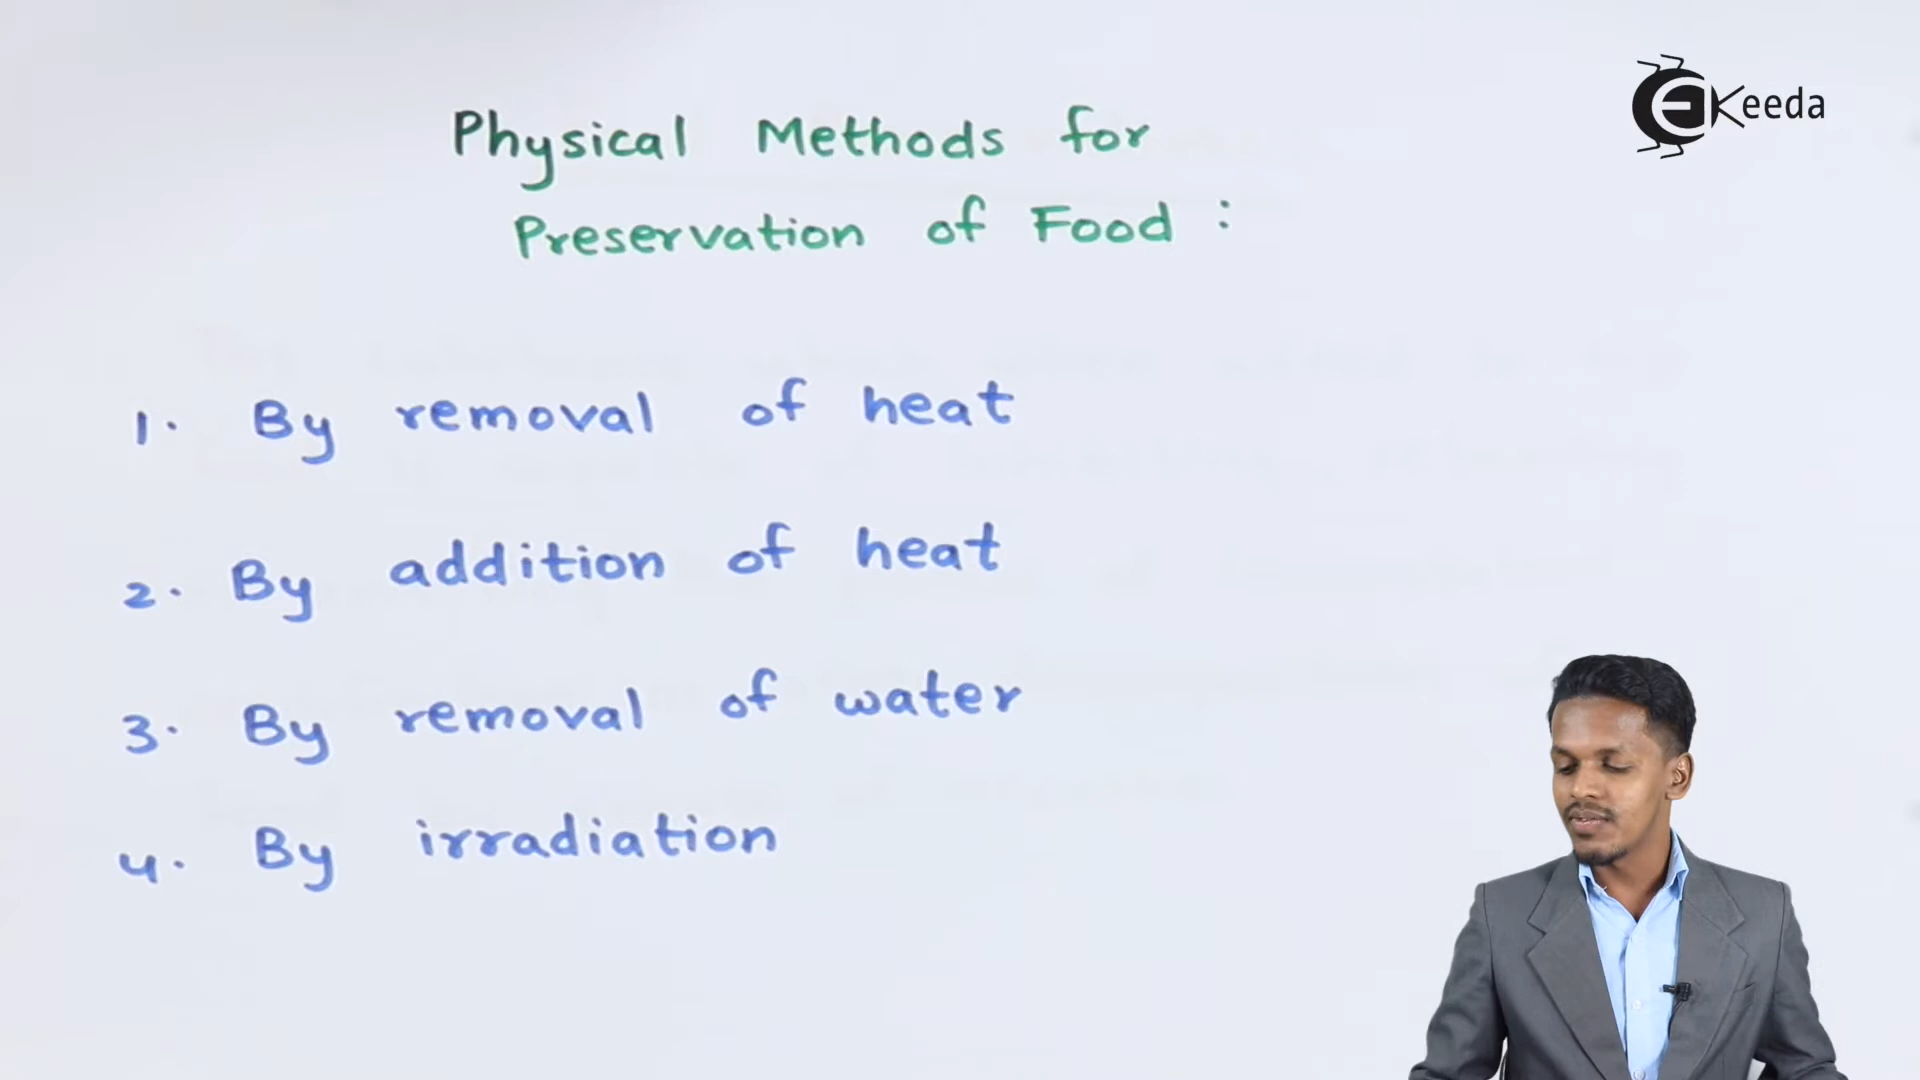 EKeeda
Physical Methods for
Preservation of Food :
1. By removal of heat
2. By addition of heat
3. By removal of water
4. By irradiation